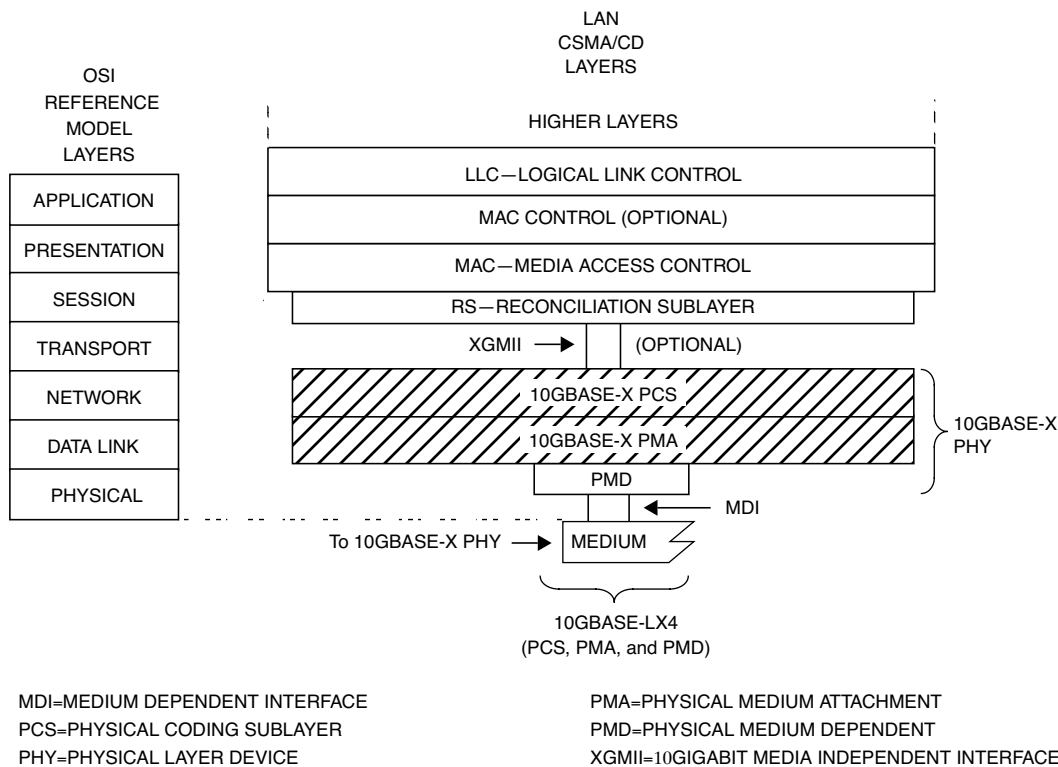 LAN
CSMA/CD
LAYERS
OSI
REFERENCE
MODEL
LAYERS
HIGHER LAYERS
LLC—LOGICAL LINK CONTROL
APPLICATION
MAC CONTROL (OPTIONAL)
PRESENTATION
MAC—MEDIA ACCESS CONTROL
SESSION
RS—RECONCILIATION SUBLAYER
TRANSPORT
XGMII
(OPTIONAL)
NETWORK
10GBASE-X PCS
10GBASE-X
PHY
DATA LINK
10GBASE-X PMA
PHYSICAL
PMD
MDI
To 10GBASE-X PHY
MEDIUM
10GBASE-LX4
(PCS, PMA, and PMD)
MDI=MEDIUM DEPENDENT INTERFACE
PCS=PHYSICAL CODING SUBLAYER
PHY=PHYSICAL LAYER DEVICE
PMA=PHYSICAL MEDIUM ATTACHMENT
PMD=PHYSICAL MEDIUM DEPENDENT
XGMII=10GIGABIT MEDIA INDEPENDENT INTERFACE